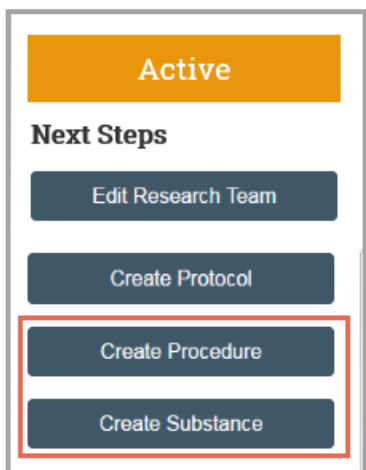 Active
Next Steps
Edit Research Team
Create Protocol
Create Procedure
Create Substance